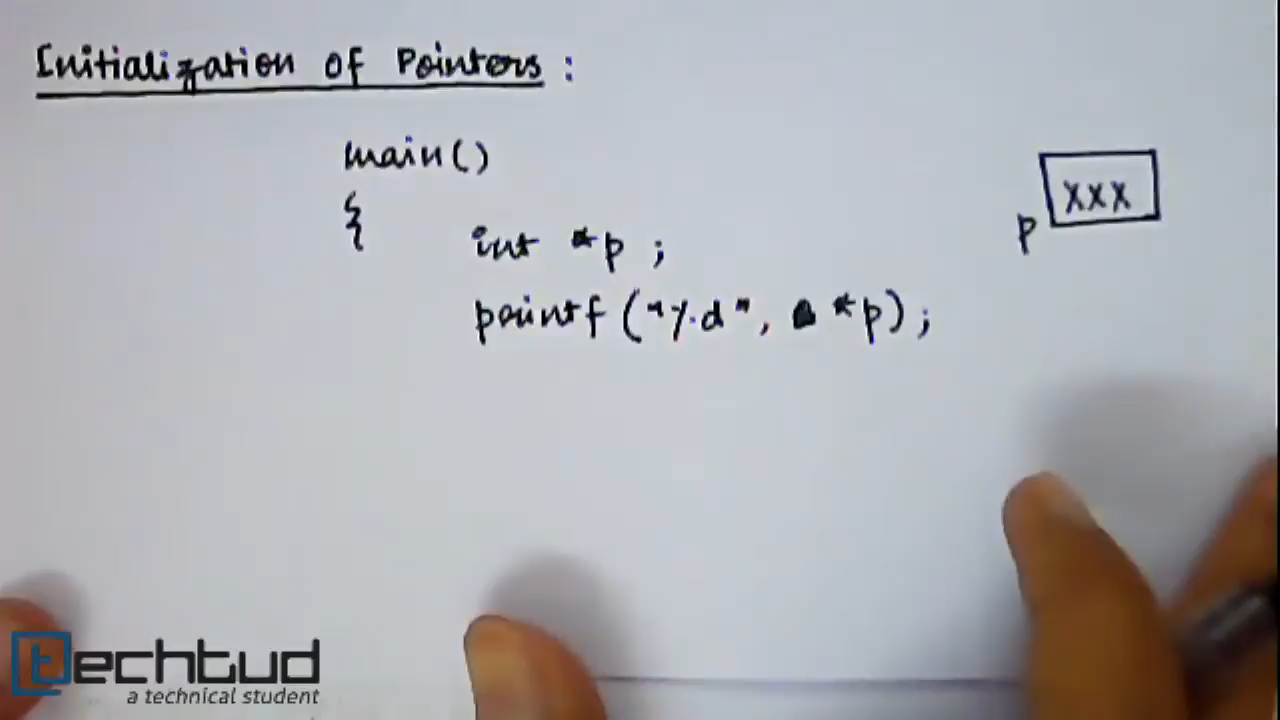 Initialization of Pointers :
main()
{
int *p ;
printf ("%d", *p) ;
XXX
p
techtud
a technical student